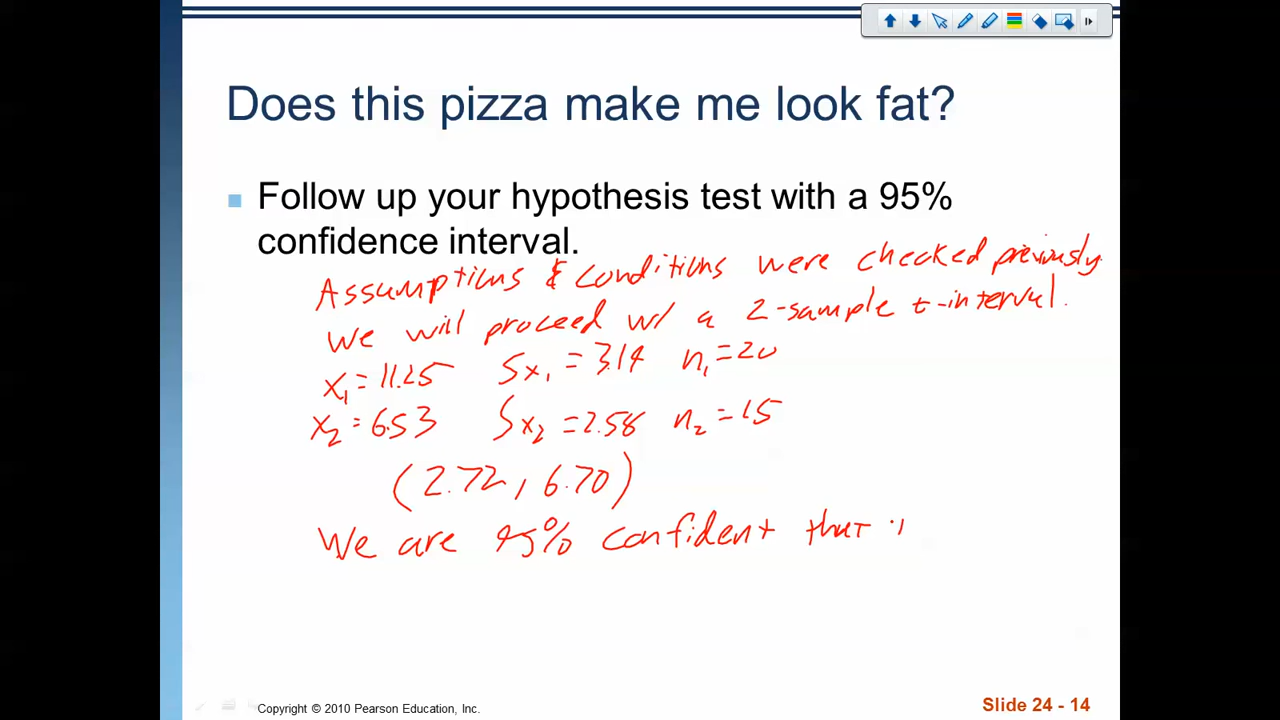 Does this pizza make me look fat?
Follow up your hypothesis test with a 95%
confidence interval.
Assumptions & conditions were checked previously.
We will proceed w/ a 2-sample t-interval.
x₁ = 11.25 Sx₁ = 3.14 n₁ = 20
x₂ = 6.53 Sx₂ = 2.58 n₂ = 15
(2.72, 6.70)
We are 95% confident that
Copyright © 2010 Pearson Education, Inc.
Slide 24 - 14